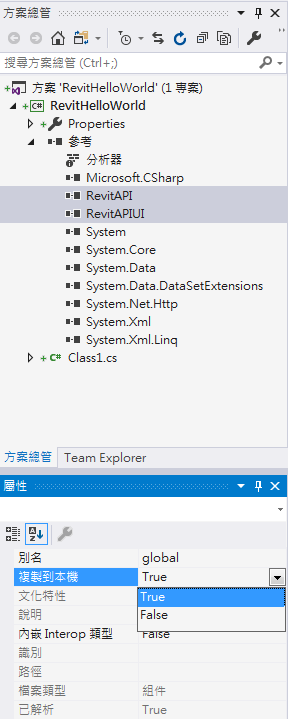 方案總管
搜尋方案總管 (Ctrl+;)
方案 'RevitHelloWorld' (1 專案)
RevitHelloWorld
Properties
參考
分析器
Microsoft.CSharp
RevitAPI
RevitAPIUI
System
System.Core
System.Data
System.Data.DataSetExtensions
System.Net.Http
System.Xml
System.Xml.Linq
Class1.cs
方案總管 Team Explorer
屬性
別名 global
複製到本機 True
文化特性 True
說明 False
內嵌 Interop 類型 False
識別
路徑
檔案類型 組件
已解析 True